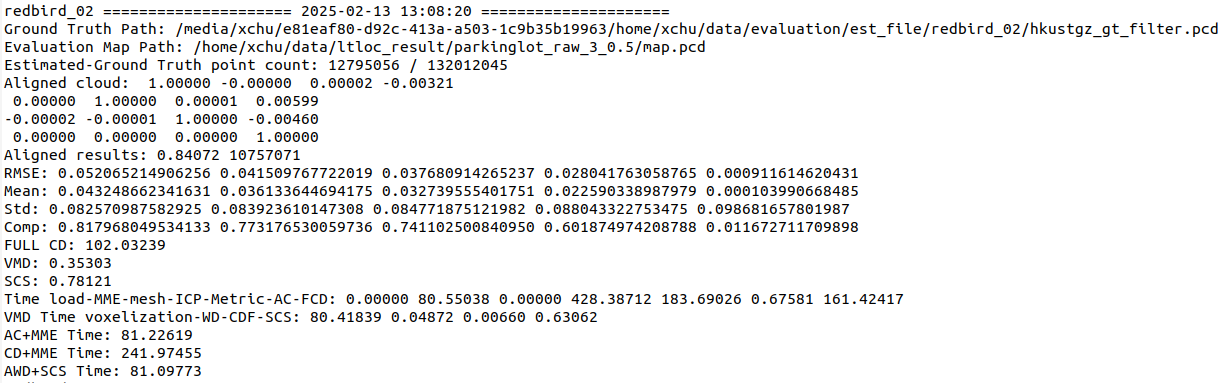 redbird_02 ===================== 2025-02-13 13:08:20 =====================
Ground Truth Path: /media/xchu/e81eaf80-d92c-413a-a503-1c9b35b19963/home/xchu/data/evaluation/est_file/redbird_02/hkustgz_gt_filter.pcd
Evaluation Map Path: /home/xchu/data/ltloc_result/parkinglot_raw_3_0.5/map.pcd
Estimated-Ground Truth point count: 12795056 / 132012045
Aligned cloud:  1.00000 -0.00000  0.00002 -0.00321
 0.00000  1.00000  0.00001  0.00599
-0.00002 -0.00001  1.00000 -0.00460
 0.00000  0.00000  0.00000  1.00000
Aligned results: 0.84072 10757071
RMSE: 0.052065214906256 0.041509767722019 0.037680914265237 0.028041763058765 0.000911614620431
Mean: 0.043248662341631 0.036133644694175 0.032739555401751 0.022590338987979 0.000103990668485
Std: 0.082570987582925 0.083923610147308 0.084771875121982 0.088043322753475 0.098681657801987
Comp: 0.817968049534133 0.773176530059736 0.741102500840950 0.601874974208788 0.011672711709898
FULL CD: 102.03239
VMD: 0.35303
SCS: 0.78121
Time load-MME-mesh-ICP-Metric-AC-FCD: 0.00000 80.55038 0.00000 428.38712 183.69026 0.67581 161.42417
VMD Time voxelization-WD-CDF-SCS: 80.41839 0.04872 0.00660 0.63062
AC+MME Time: 81.22619
CD+MME Time: 241.97455
AWD+SCS Time: 81.09773